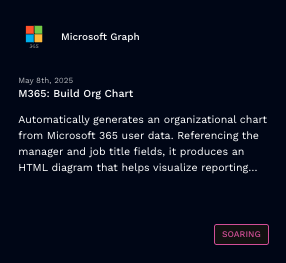 365
Microsoft Graph
May 8th, 2025
M365: Build Org Chart
Automatically generates an organizational chart
from Microsoft 365 user data. Referencing the
manager and job title fields, it produces an
HTML diagram that helps visualize reporting...
SOARING